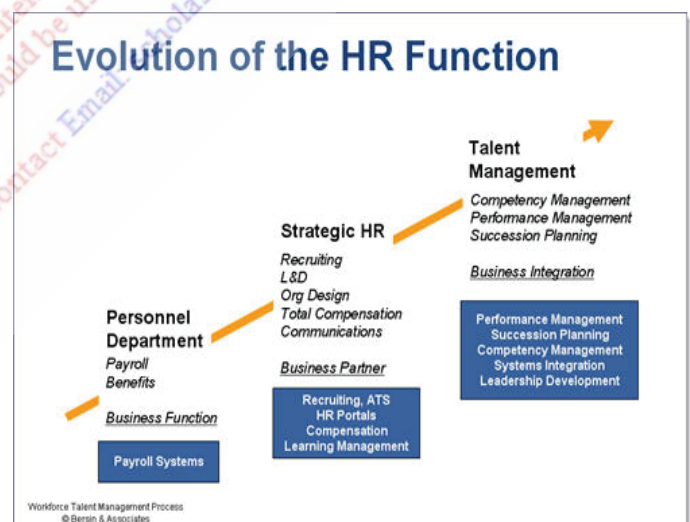 Evolution of the HR Function
Personnel
Department
Payroll
Benefits
Business Function
Payroll Systems
Strategic HR
Recruiting
L&D
Org Design
Total Compensation
Communications
Business Partner
Recruiting, ATS
HR Portals
Compensation
Learning Management
Talent
Management
Competency Management
Performance Management
Succession Planning
Business Integration
Performance Management
Succession Planning
Competency Management
Systems Integration
Leadership Development
Workforce Talent Management Process
© Bersin & Associates